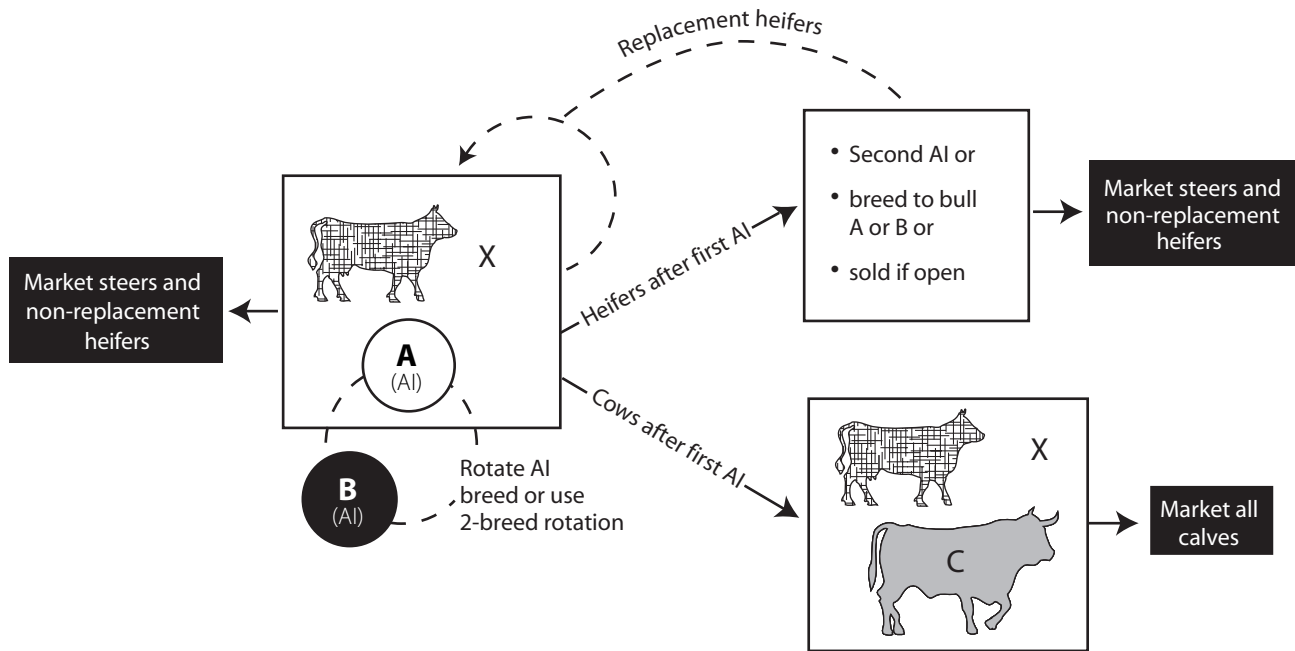 Replacement heifers
• Second AI or
• breed to bull
A or B or
• sold if open
Market steers and
non-replacement
heifers
X
Heifers after first AI
Market steers and
non-replacement
heifers
A
(AI)
Cows after first AI
B
(AI)
Rotate AI
breed or use
2-breed rotation
X
C
Market all
calves